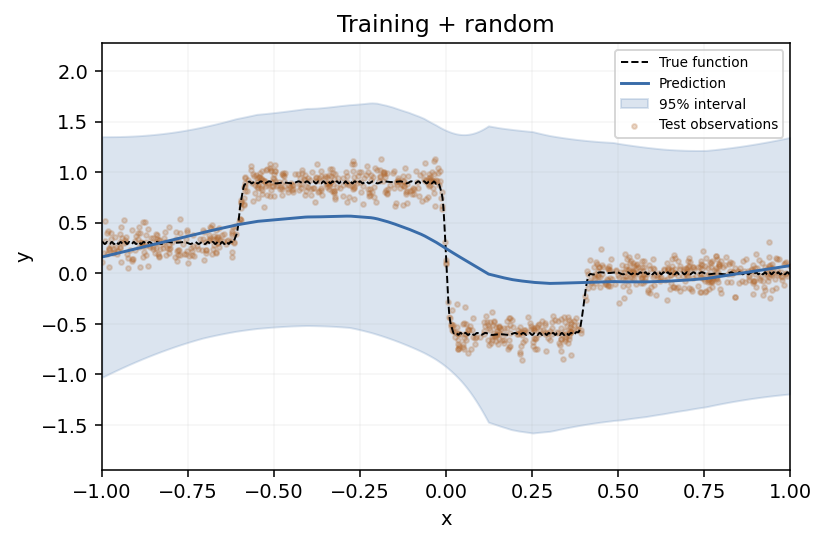 Training + random
True function
Prediction
95% interval
Test observations
2.0
1.5
1.0
0.5
0.0
−0.5
−1.0
−1.5
y
−1.00 −0.75 −0.50 −0.25 0.00 0.25 0.50 0.75 1.00
x